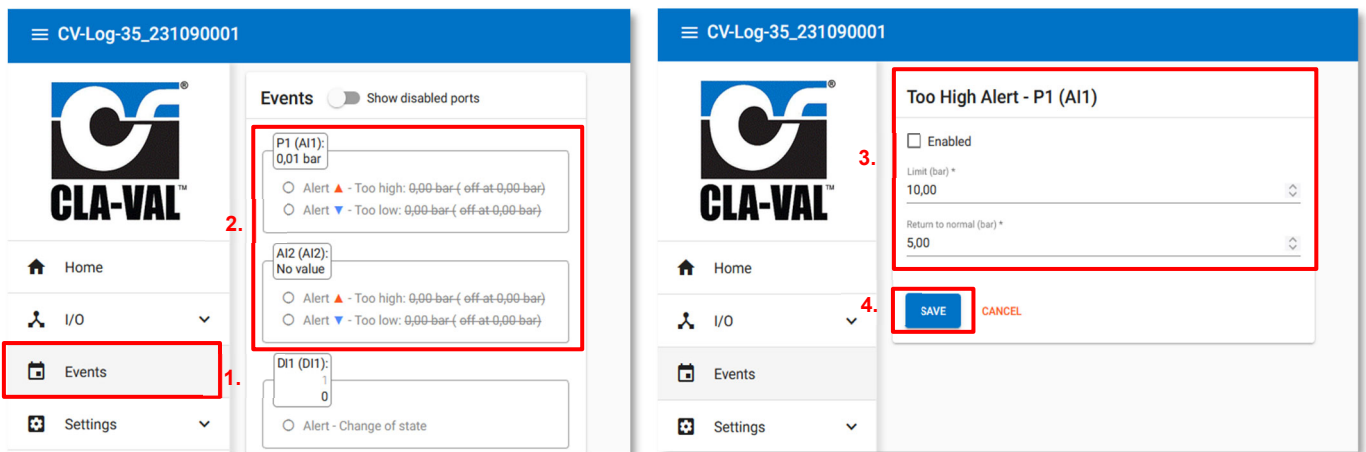 CV-Log-35_231090001
®
CLA-VAL™
Home
I/O
Events
1.
Settings
Events Show disabled ports
2.
P1 (AI1):
0,01 bar
Alert - Too high: 0,00 bar ( off at 0,00 bar)
Alert - Too low: 0,00 bar ( off at 0,00 bar)
AI2 (AI2):
No value
Alert - Too high: 0,00 bar ( off at 0,00 bar)
Alert - Too low: 0,00 bar ( off at 0,00 bar)
DI1 (DI1):
1
0
Alert - Change of state
CV-Log-35_231090001
®
CLA-VAL™
Home
I/O
Events
Settings
3.
Too High Alert - P1 (AI1)
Enabled
Limit (bar) *
10,00
Return to normal (bar) *
5,00
4.
SAVE CANCEL